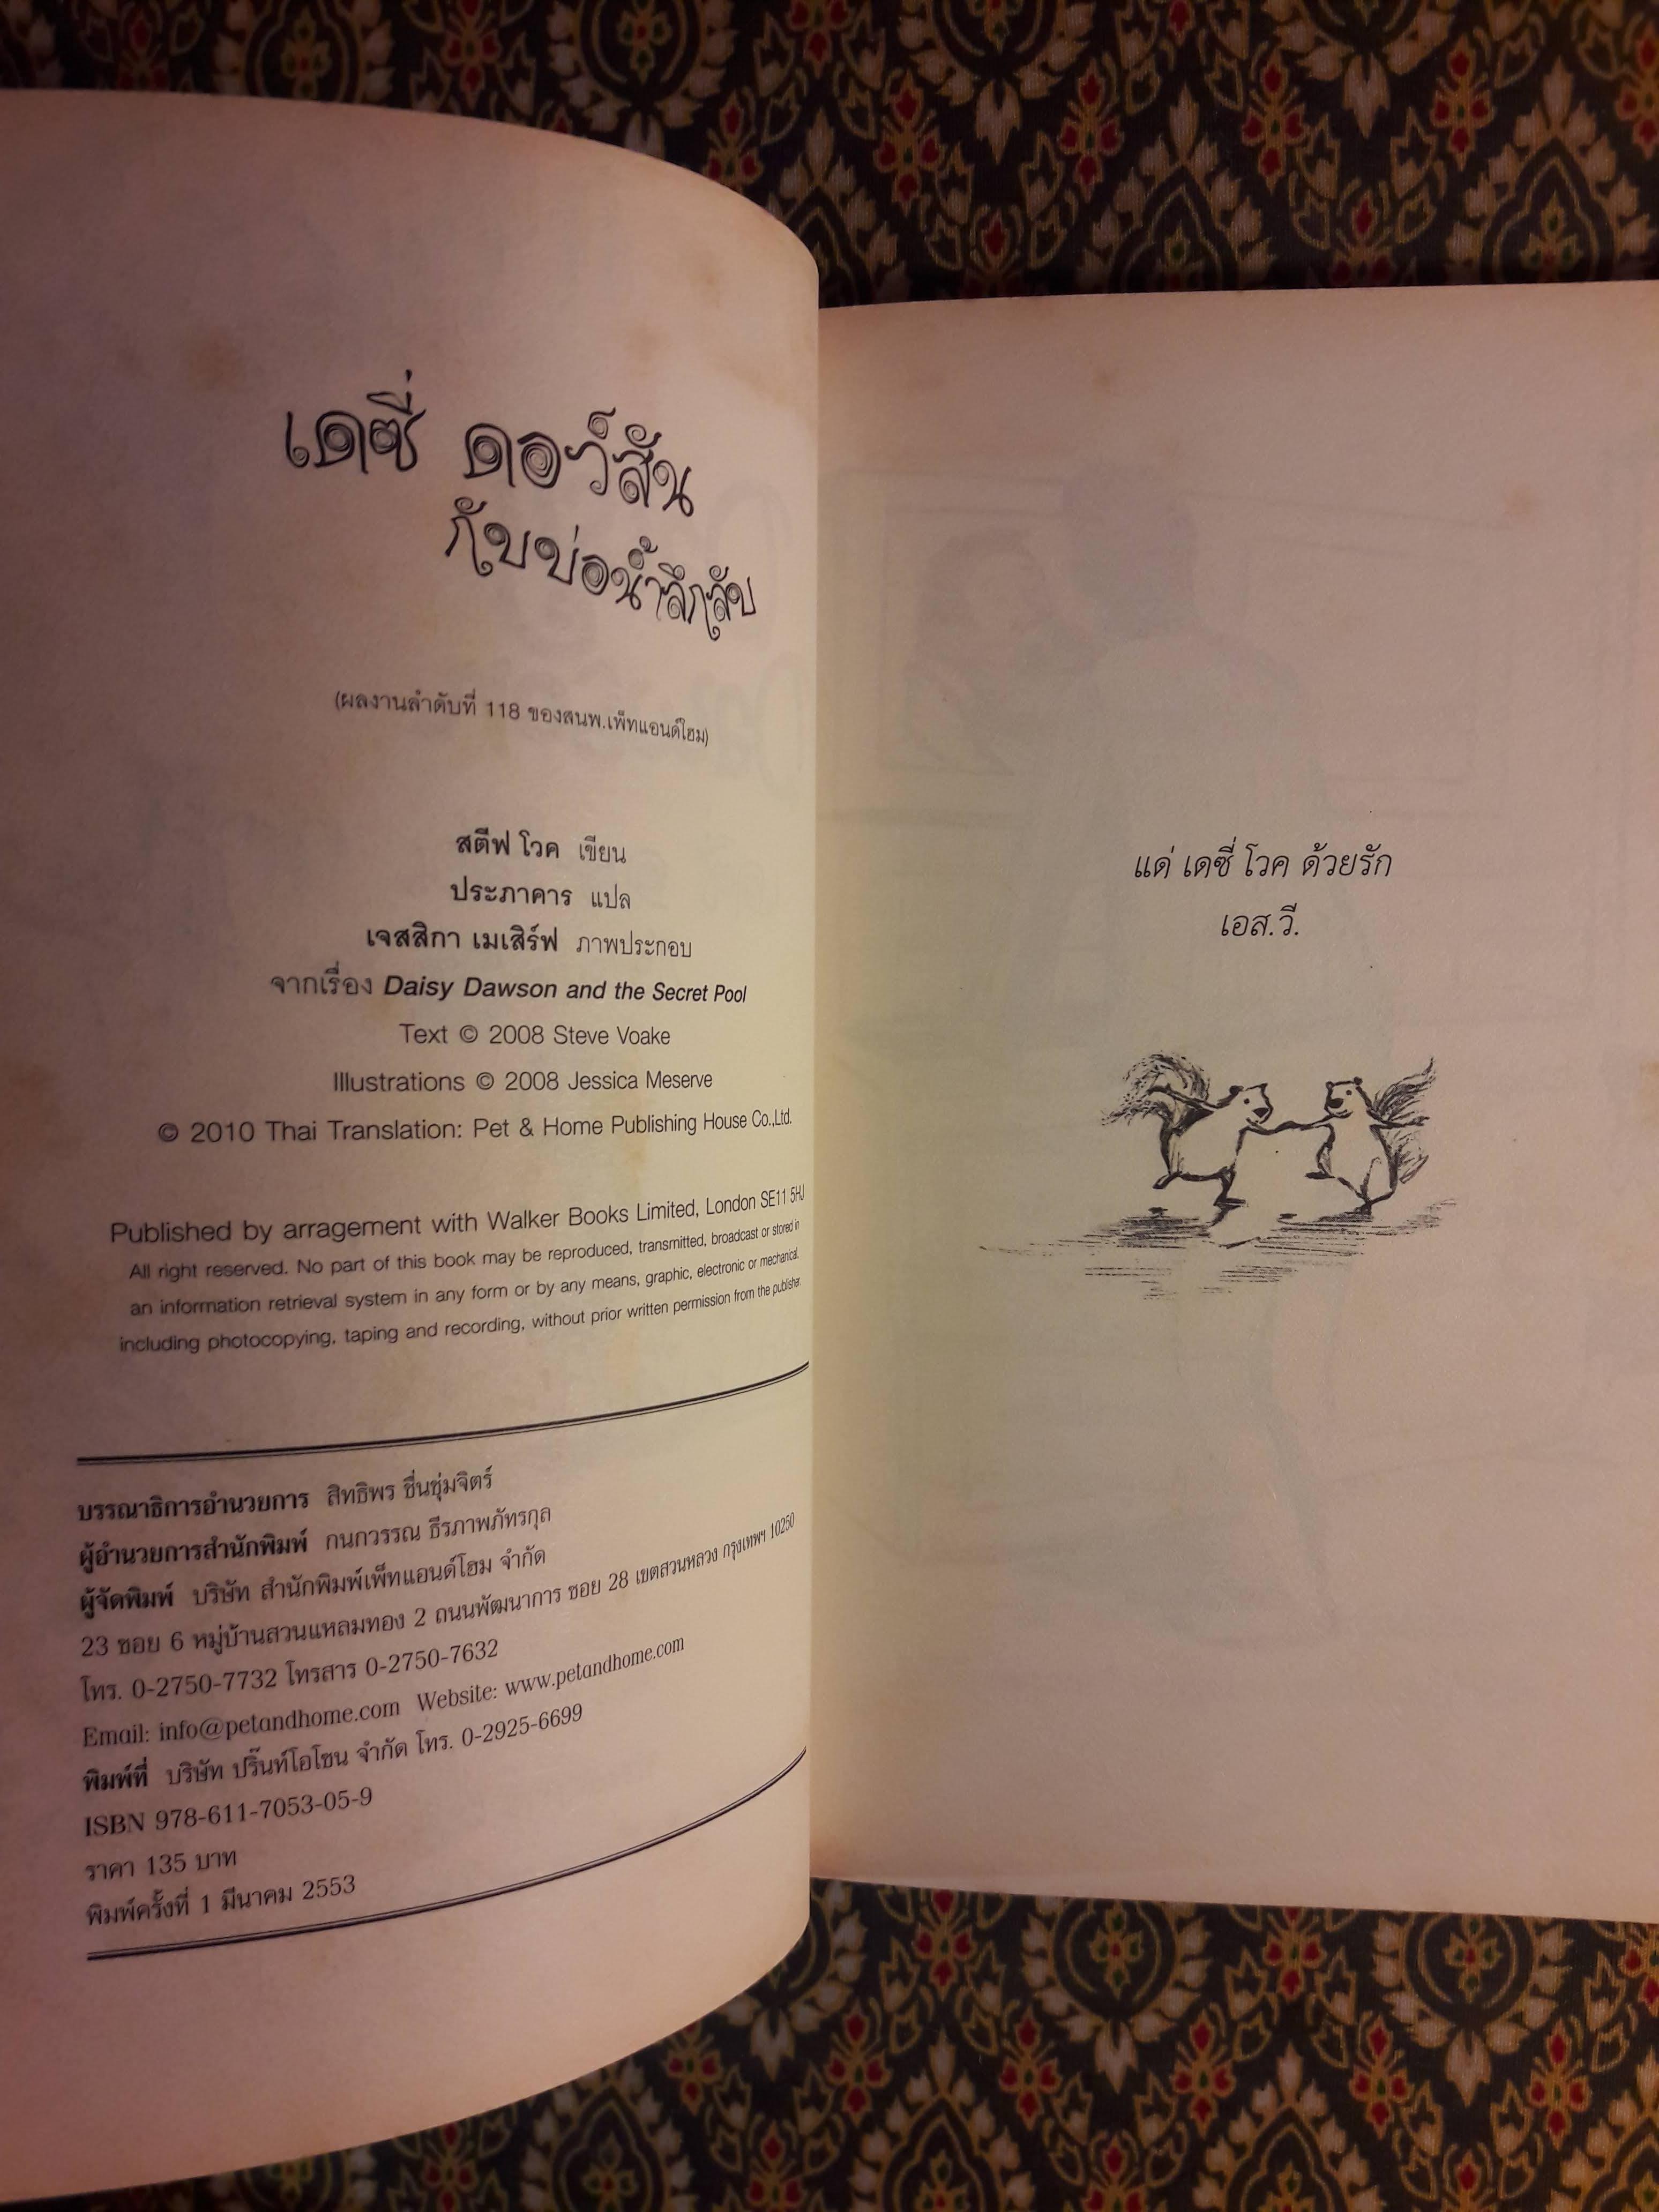 เดซี่ ดอว์สัน
กับบ่อน้ำลึกลับ
(ผลงานลำดับที่ 118 ของสนพ.เพ็ทแอนด์โฮม)
สตีฟ โวค เขียน
ประภาคาร แปล
เจสสิกา เมเสิร์ฟ ภาพประกอบ
จากเรื่อง Daisy Dawson and the Secret Pool
Text © 2008 Steve Voake
Illustrations © 2008 Jessica Meserve
© 2010 Thai Translation: Pet & Home Publishing House Co.,Ltd.
Published by arragement with Walker Books Limited, London SE11 5HJ
All right reserved. No part of this book may be reproduced, transmitted, broadcast or stored in
an information retrieval system in any form or by any means, graphic, electronic or mechanical,
including photocopying, taping and recording, without prior written permission from the publisher.
บรรณาธิการอำนวยการ สิทธิพร ชื่นชุ่มจิตร์
ผู้อำนวยการสำนักพิมพ์ กนกวรรณ ธีรภาพภัทรกุล
ผู้จัดพิมพ์ บริษัท สำนักพิมพ์เพ็ทแอนด์โฮม จำกัด
23 ซอย 6 หมู่บ้านสวนแหลมทอง 2 ถนนพัฒนาการ ซอย 28 เขตสวนหลวง กรุงเทพฯ 10250
โทร. 0-2750-7732 โทรสาร 0-2750-7632
Email: info@petandhome.com Website: www.petandhome.com
พิมพ์ที่ บริษัท ปริ๊นท์โอโซน จำกัด โทร. 0-2925-6699
ISBN 978-611-7053-05-9
ราคา 135 บาท
พิมพ์ครั้งที่ 1 มีนาคม 2553
แด่ เดซี่ โวค ด้วยรัก
เอส.วี.